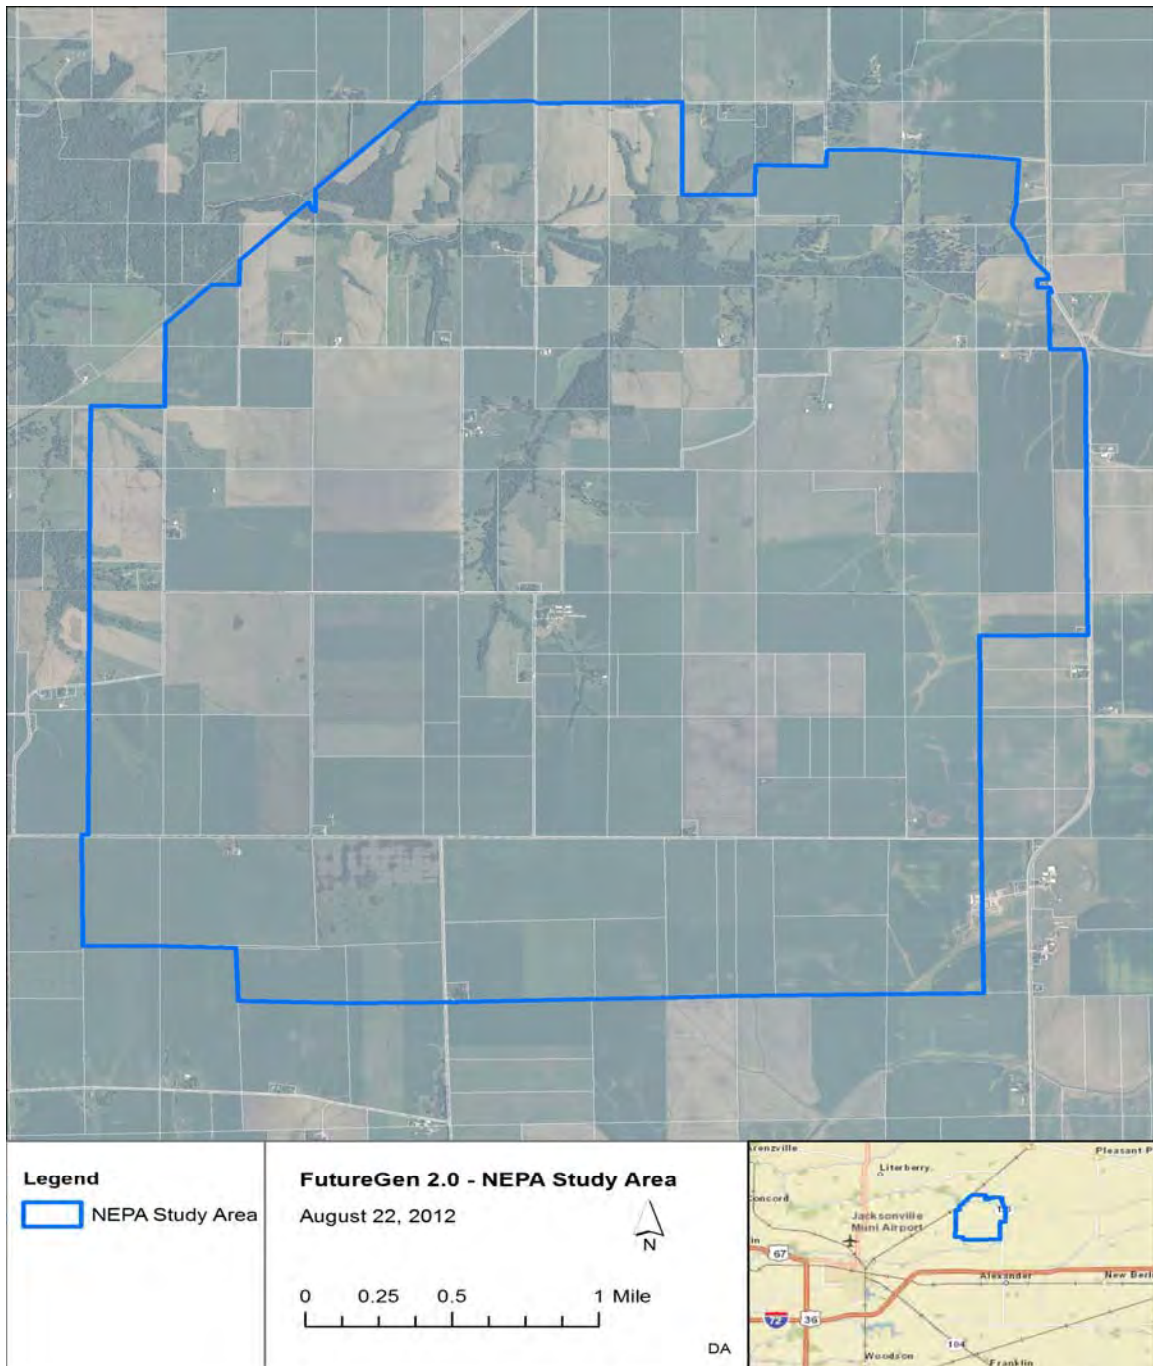 Legend
NEPA Study Area
FutureGen 2.0 - NEPA Study Area
August 22, 2012
N
0 0.25 0.5 1 Mile
DA
Literberry
Pleasant P
Concord
Jacksonville
Muni Airport
67
Alexander
New Berl
72
36
104
Woodson
Franklin